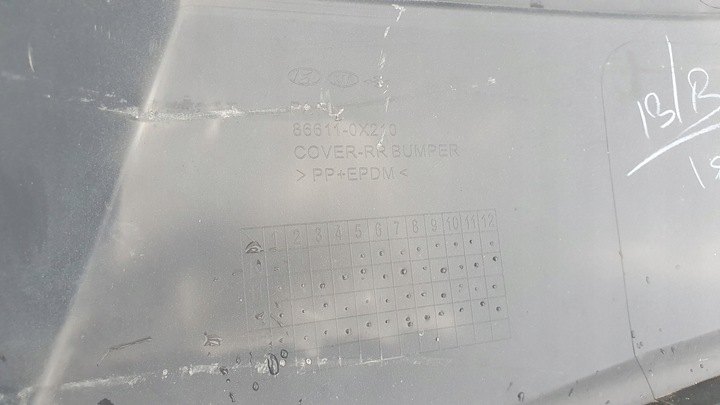 86611-0X210
COVER-RR BUMPER
> PP+EPDM <
1 2 3 4 5 6 7 8 9 10 11 12